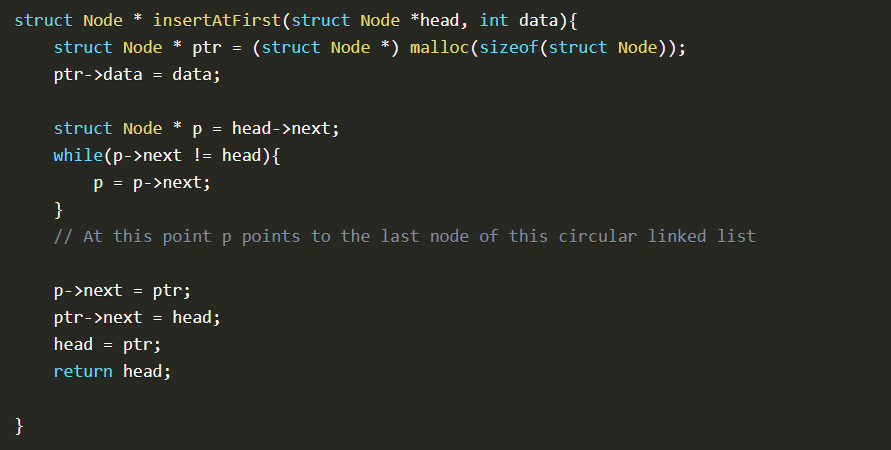 struct Node * insertAtFirst(struct Node *head, int data){
    struct Node * ptr = (struct Node *) malloc(sizeof(struct Node));
    ptr->data = data;

    struct Node * p = head->next;
    while(p->next != head){
        p = p->next;
    }
    // At this point p points to the last node of this circular linked list

    p->next = ptr;
    ptr->next = head;
    head = ptr;
    return head;

}